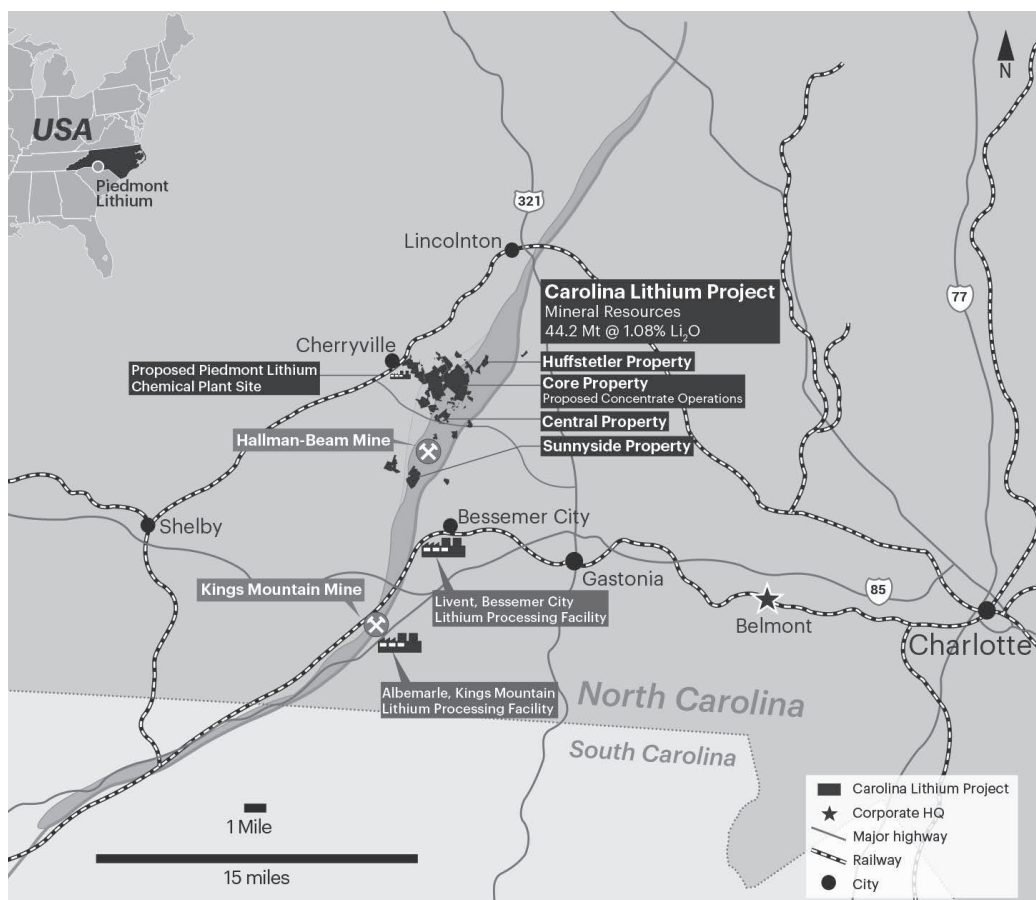 N
USA
Piedmont
Lithium
321
Lincolnton
Carolina Lithium Project
Mineral Resources
44.2 Mt @ 1.08% Li₂O
77
Cherryville
Huffstetler Property
Proposed Piedmont Lithium
Chemical Plant Site
Core Property
Proposed Concentrate Operations
Central Property
Hallman-Beam Mine
Sunnyside Property
Shelby
Bessemer City
Gastonia
Kings Mountain Mine
85
Livent, Bessemer City
Lithium Processing Facility
Belmont
Charlotte
Albemarle, Kings Mountain
Lithium Processing Facility
North Carolina
South Carolina
Carolina Lithium Project
Corporate HQ
Major highway
Railway
City
1 Mile
15 miles